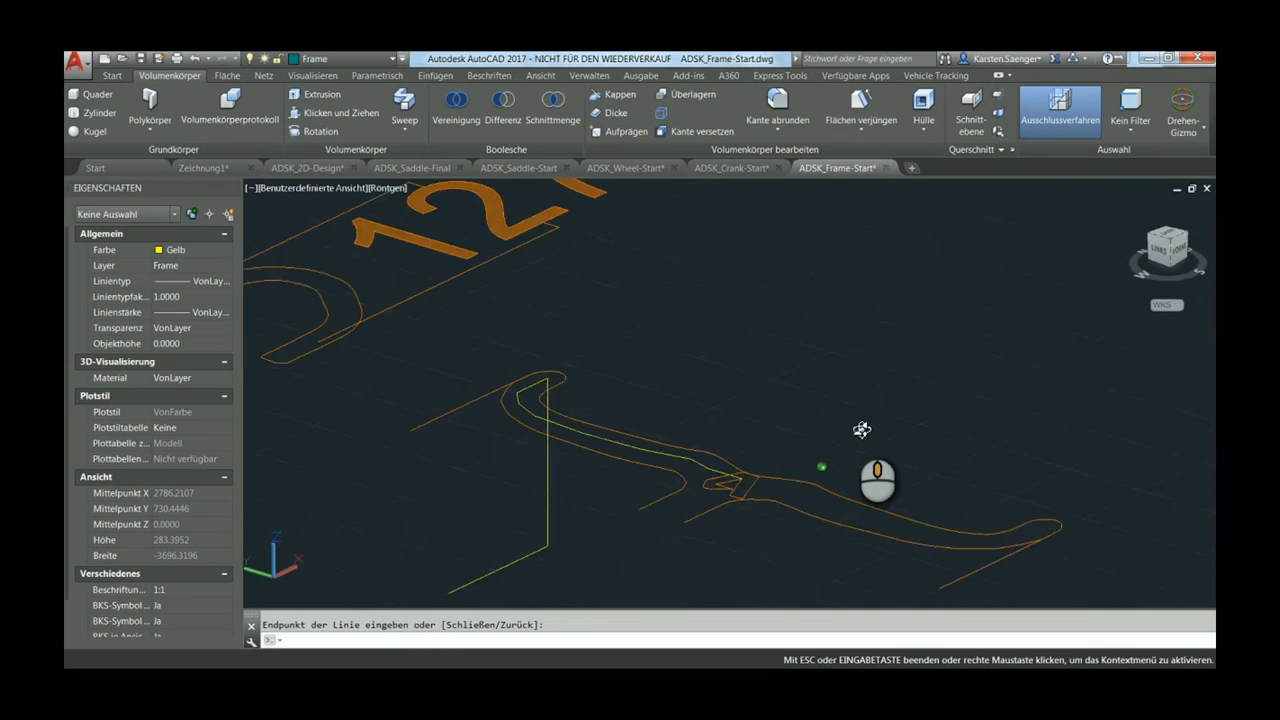 Frame
Autodesk AutoCAD 2017 - NICHT FÜR DEN WIEDERVERKAUF ADSK_Frame-Start.dwg
Stichwort oder Frage eingeben
Karsten.Saenger
Start Volumenkörper Fläche Netz Visualisieren Parametrisch Einfügen Beschriften Ansicht Verwalten Ausgabe Add-ins A360 Express Tools Verfügbare Apps Vehicle Tracking
Quader
Zylinder
Kugel
Polykörper
Volumenkörperprotokoll
Extrusion
Klicken und Ziehen
Rotation
Sweep
Vereinigung Differenz Schnittmenge
Kappen
Dicke
Aufprägen
Überlagern
Kante versetzen
Kante abrunden
Flächen verjüngen
Hülle
Schnitt-
ebene
Ausschlussverfahren
Kein Filter
Drehen-
Gizmo
Grundkörper Volumenkörper Boolesche Volumenkörper bearbeiten Querschnitt Auswahl
Start Zeichnung1* ADSK_2D-Design* ADSK_Saddle-Final ADSK_Saddle-Start ADSK_Wheel-Start* ADSK_Crank-Start* ADSK_Frame-Start*
EIGENSCHAFTEN
[−][Benutzerdefinierte Ansicht][Röntgen]
Keine Auswahl
Allgemein
Farbe Gelb
Layer Frame
Linientyp VonLay...
Linientypfak... 1.0000
Linienstärke VonLay...
Transparenz VonLayer
Objekthöhe 0.0000
3D-Visualisierung
Material VonLayer
Plotstil
Plotstil VonFarbe
Plotstiltabelle Keine
Plottabelle z... Modell
Plottabellen... Nicht verfügbar
Ansicht
Mittelpunkt X 2786.2107
Mittelpunkt Y 730.4446
Mittelpunkt Z 0.0000
Höhe 283.3952
Breite -3696.3196
Verschiedenes
Beschriftun... 1:1
BKS-Symbol ... Ja
BKS-Symbol ... Ja
BKS in Ansic... Ja
12
LINKS
WKS
Z
X
Y
Endpunkt der Linie eingeben oder [Schließen/Zurück]:
Mit ESC oder EINGABETASTE beenden oder rechte Maustaste klicken, um das Kontextmenü zu aktivieren.